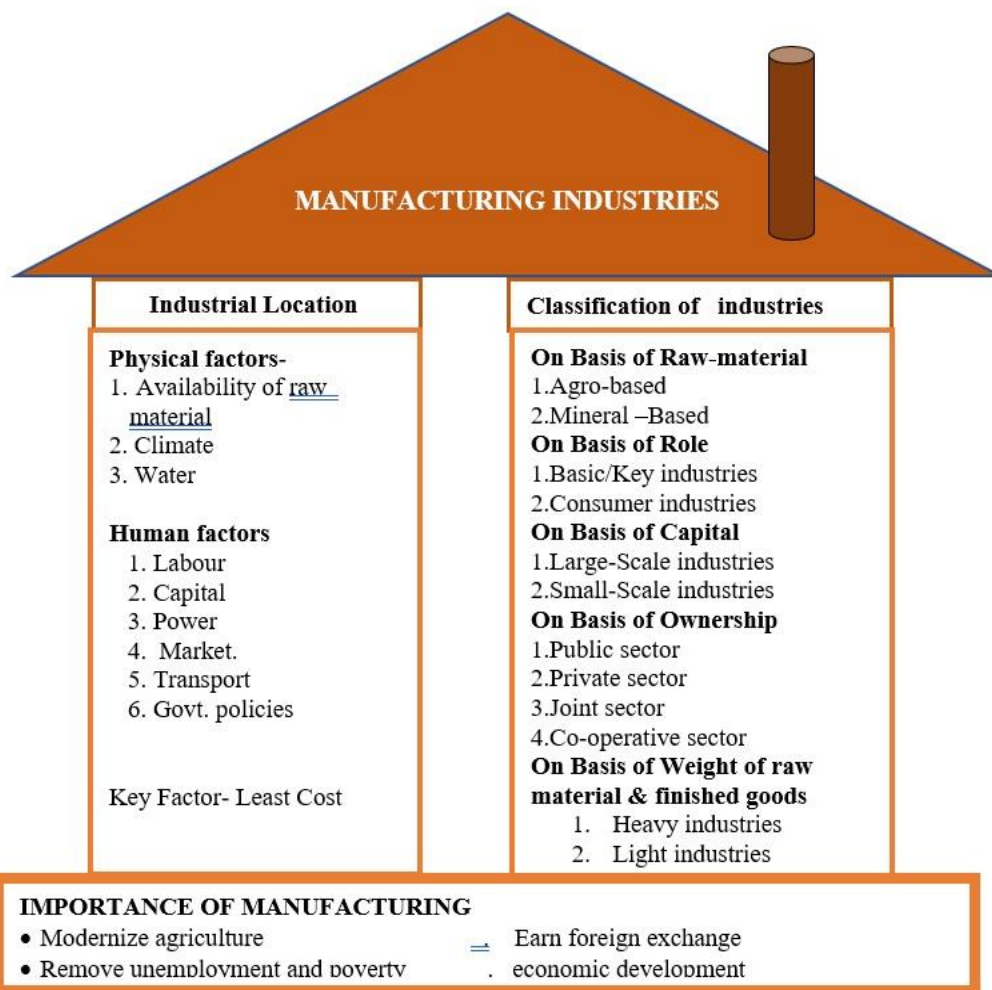 MANUFACTURING INDUSTRIES
Industrial Location
Physical factors-
1. Availability of raw
material
2. Climate
3. Water
Human factors
1. Labour
2. Capital
3. Power
4. Market.
5. Transport
6. Govt. policies
Key Factor- Least Cost
Classification of industries
On Basis of Raw-material
1.Agro-based
2.Mineral –Based
On Basis of Role
1.Basic/Key industries
2.Consumer industries
On Basis of Capital
1.Large-Scale industries
2.Small-Scale industries
On Basis of Ownership
1.Public sector
2.Private sector
3.Joint sector
4.Co-operative sector
On Basis of Weight of raw
material & finished goods
1. Heavy industries
2. Light industries
IMPORTANCE OF MANUFACTURING
• Modernize agriculture . Earn foreign exchange
• Remove unemployment and poverty . economic development